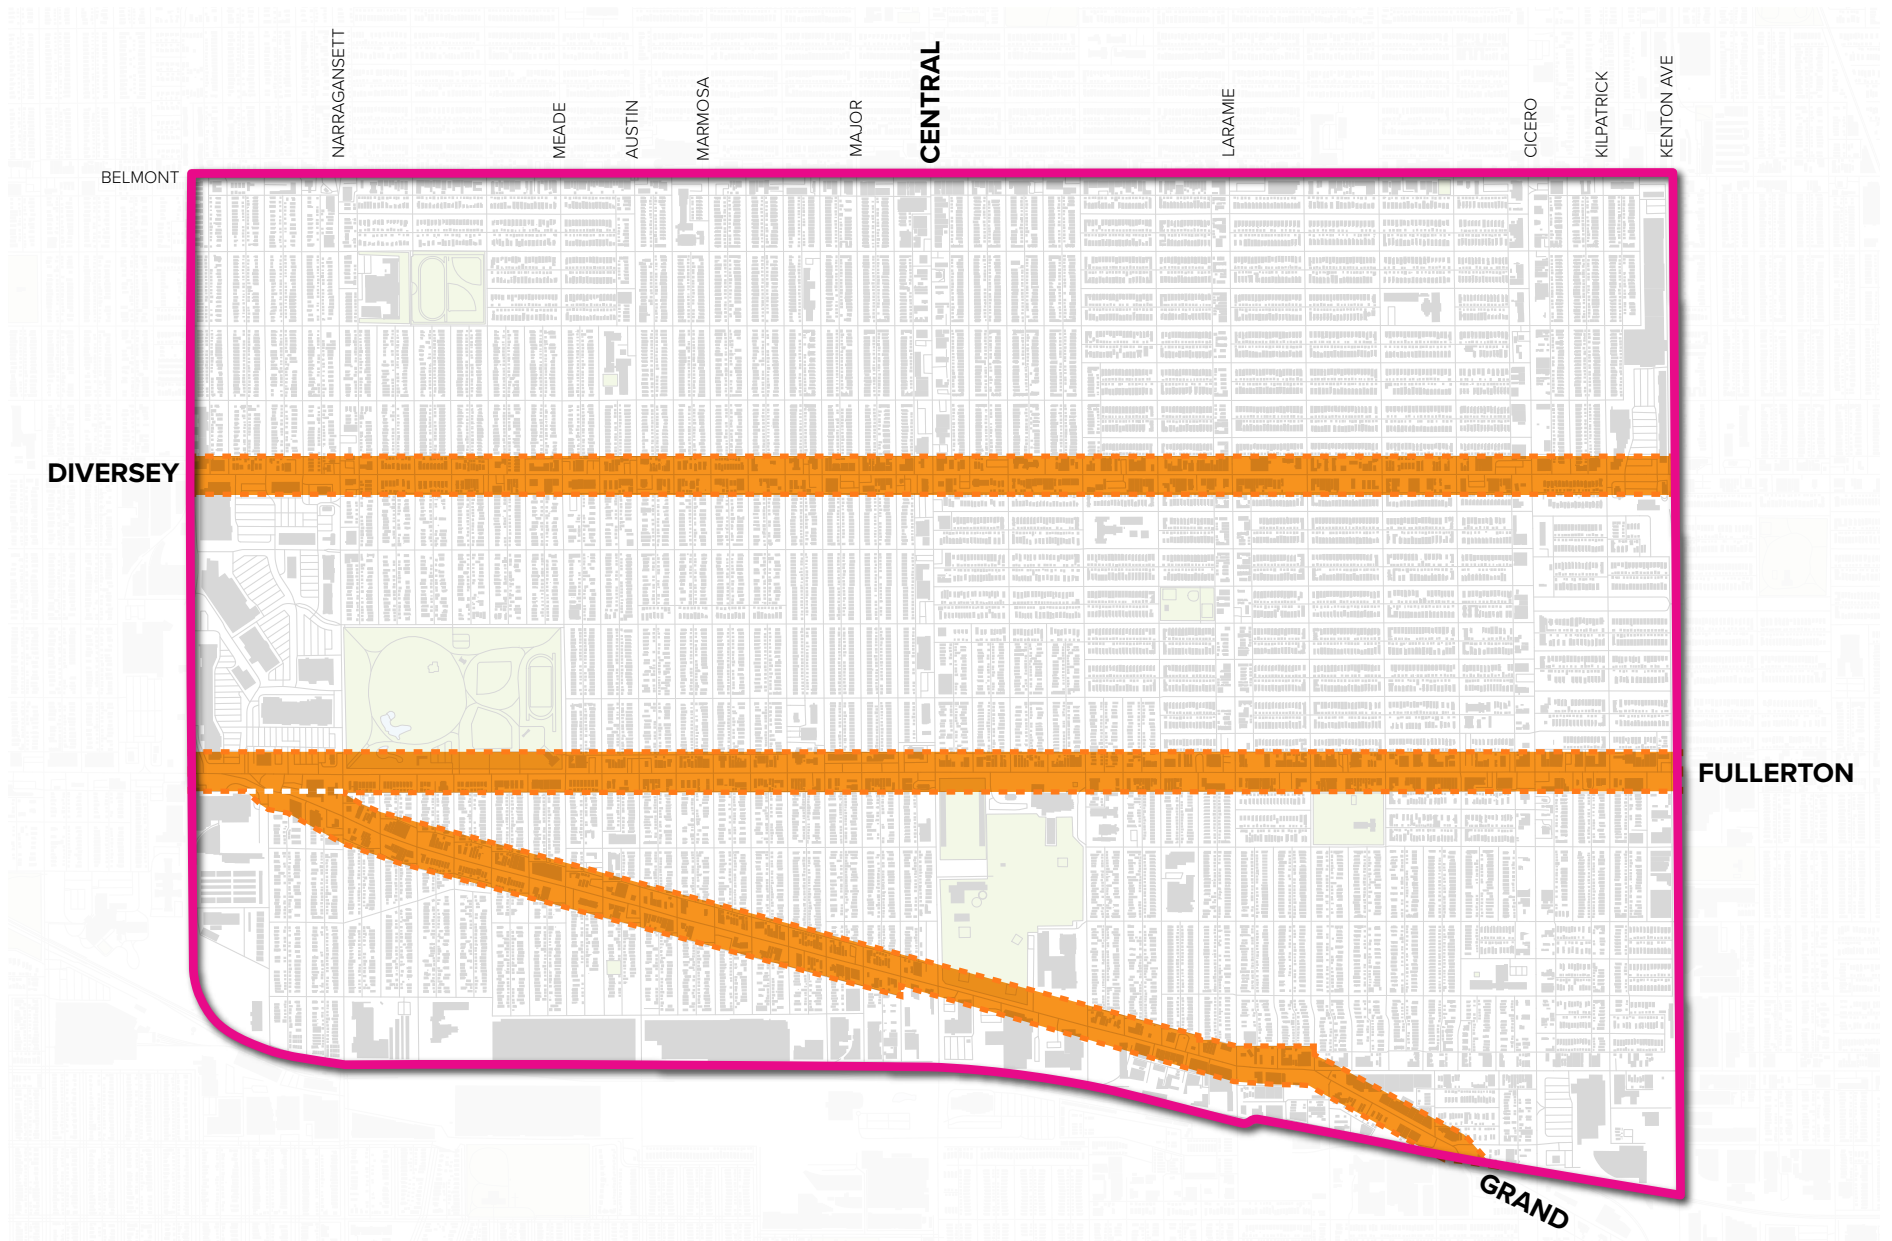 NARRAGANSETT
MEADE
AUSTIN
MARMOSA
MAJOR
CENTRAL
LARAMIE
CICERO
KILPATRICK
KENTON AVE
BELMONT
DIVERSEY
FULLERTON
GRAND